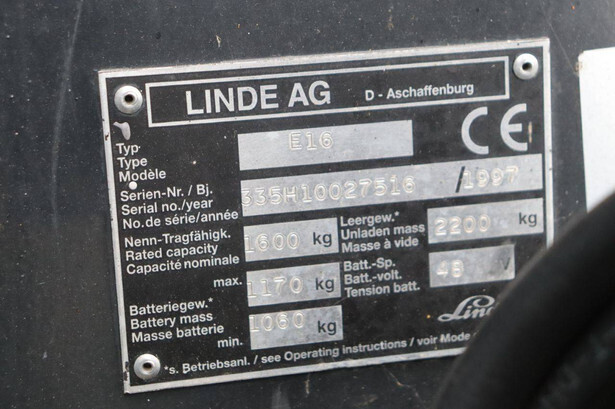 LINDE AG D - Aschaffenburg
Typ
Type
Modèle
E16
CE
Serien-Nr. / Bj.
Serial no./year
No. de série/année
335H10027516 /1997
Nenn-Tragfähigk.
Rated capacity
Capacité nominale
1600 kg
Leergew.*
Unladen mass
Masse à vide
2200 kg
max. 1170 kg
Batt.-Sp.
Batt.-volt.
Tension batt.
48 V
Batteriegew.*
Battery mass
Masse batterie
min. 1060 kg
*s. Betriebsanl. / see Operating instructions / voir Mode